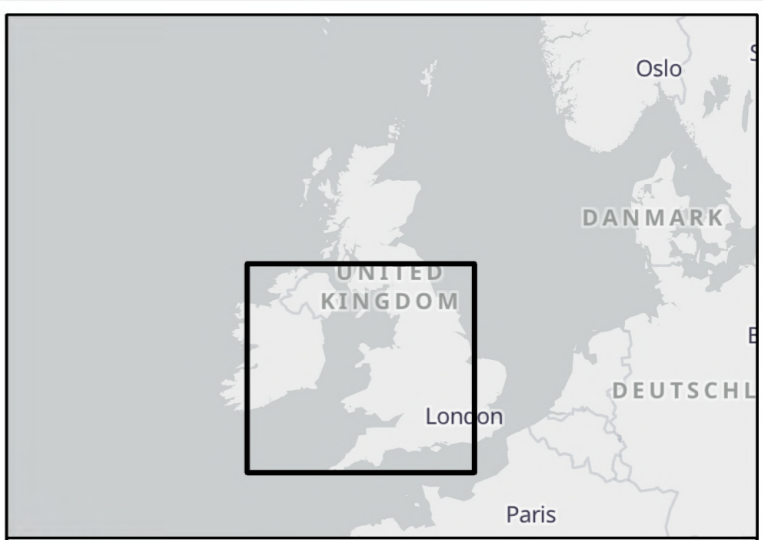 Oslo
DANMARK
UNITED
KINGDOM
DEUTSCHL
London
Paris